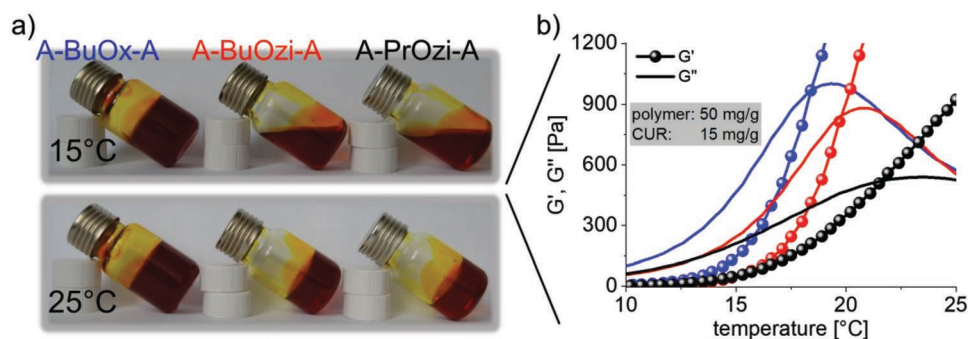 a)
A-BuOx-A A-BuOzi-A A-PrOzi-A
15°C
25°C
b)
1200
900
600
300
0
G', G'' [Pa]
G'
G''
polymer: 50 mg/g
CUR: 15 mg/g
10 15 20 25
temperature [°C]